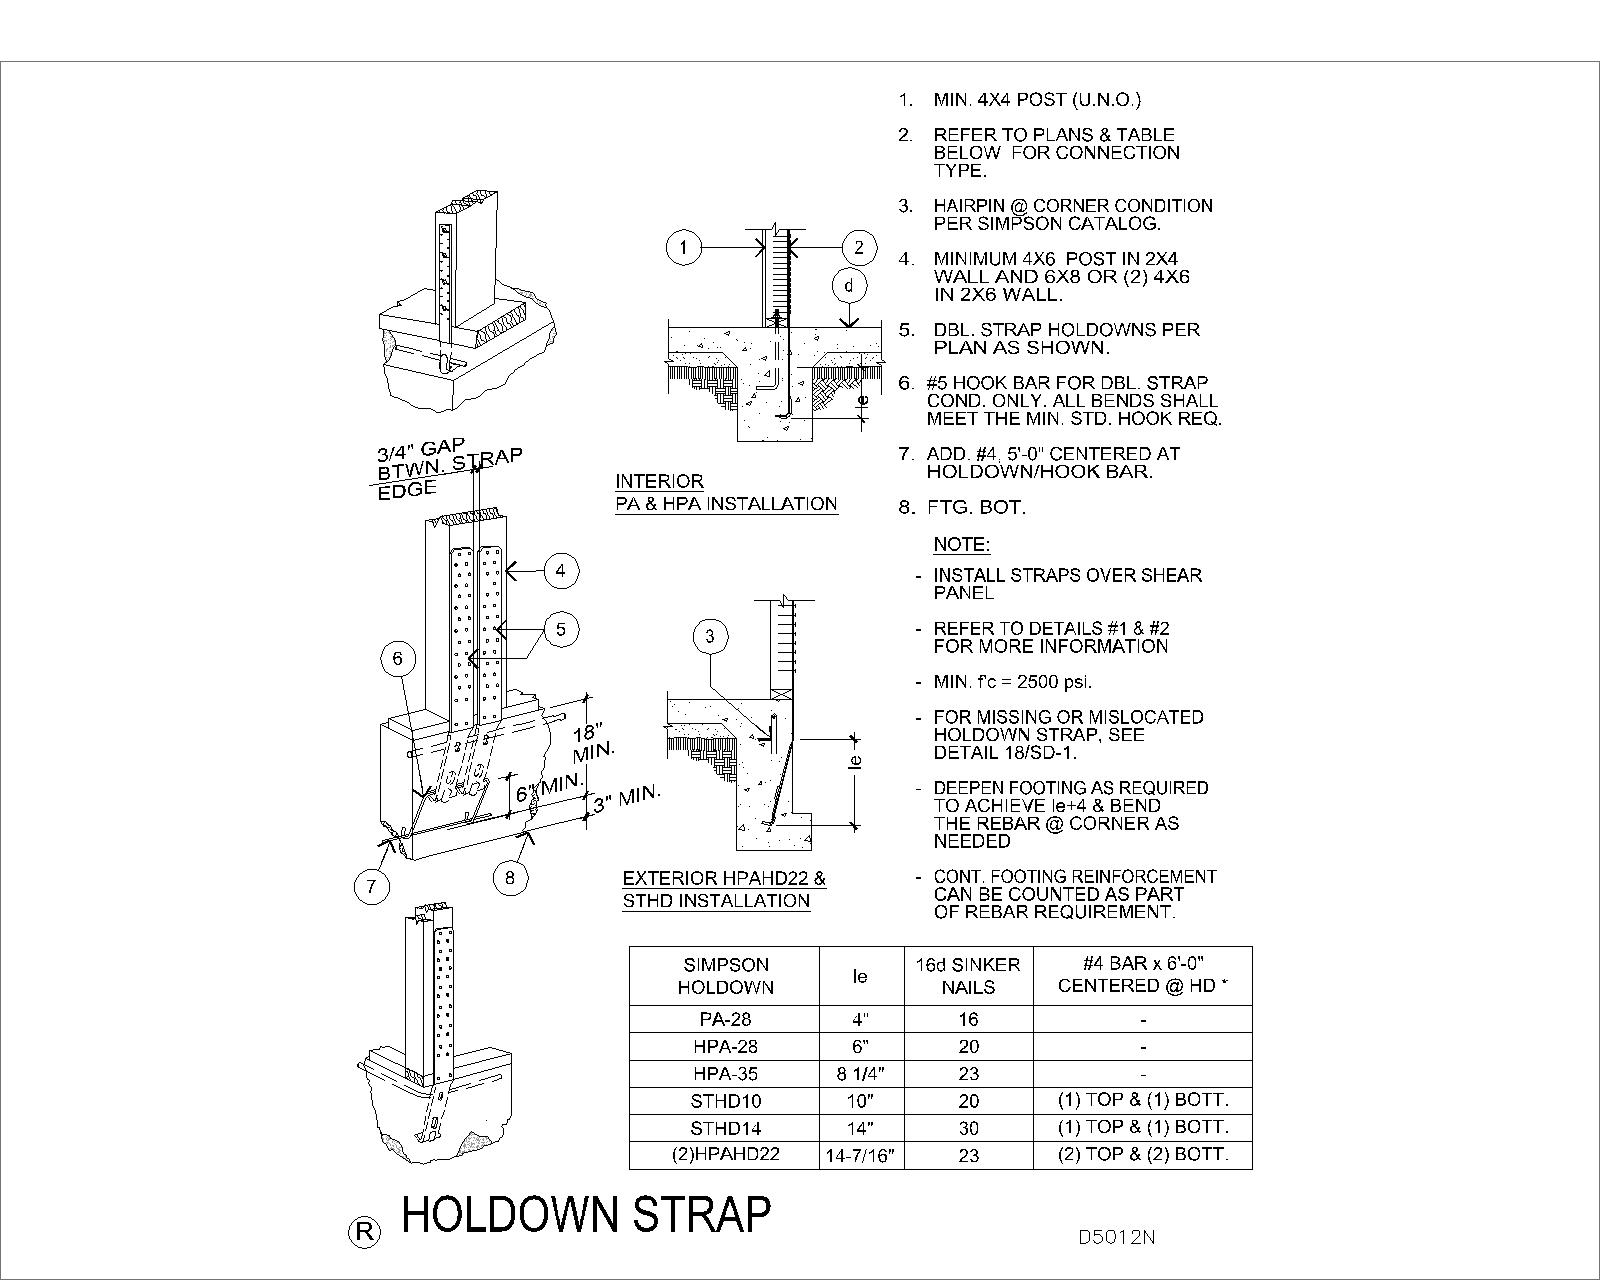 1. MIN. 4X4 POST (U.N.O.)
2. REFER TO PLANS & TABLE
BELOW FOR CONNECTION
TYPE.
3. HAIRPIN @ CORNER CONDITION
PER SIMPSON CATALOG.
4. MINIMUM 4X6 POST IN 2X4
WALL AND 6X8 OR (2) 4X6
IN 2X6 WALL.
5. DBL. STRAP HOLDOWNS PER
PLAN AS SHOWN.
6. #5 HOOK BAR FOR DBL. STRAP
COND. ONLY. ALL BENDS SHALL
MEET THE MIN. STD. HOOK REQ.
7. ADD. #4, 5'-0" CENTERED AT
HOLDOWN/HOOK BAR.
8. FTG. BOT.
NOTE:
- INSTALL STRAPS OVER SHEAR
PANEL
- REFER TO DETAILS #1 & #2
FOR MORE INFORMATION
- MIN. f'c = 2500 psi.
- FOR MISSING OR MISLOCATED
HOLDOWN STRAP, SEE
DETAIL 18/SD-1.
- DEEPEN FOOTING AS REQUIRED
TO ACHIEVE le+4 & BEND
THE REBAR @ CORNER AS
NEEDED
- CONT. FOOTING REINFORCEMENT
CAN BE COUNTED AS PART
OF REBAR REQUIREMENT.
1
2
d
le
INTERIOR
PA & HPA INSTALLATION
3/4" GAP
BTWN. STRAP
EDGE
4
5
6
18"
MIN.
6" MIN.
3" MIN.
7
8
3
le
EXTERIOR HPAHD22 &
STHD INSTALLATION
SIMPSON
HOLDOWN
le
16d SINKER
NAILS
#4 BAR x 6'-0"
CENTERED @ HD *
PA-28 4" 16 -
HPA-28 6" 20 -
HPA-35 8 1/4" 23 -
STHD10 10" 20 (1) TOP & (1) BOTT.
STHD14 14" 30 (1) TOP & (1) BOTT.
(2)HPAHD22 14-7/16" 23 (2) TOP & (2) BOTT.
R HOLDOWN STRAP
D5012N